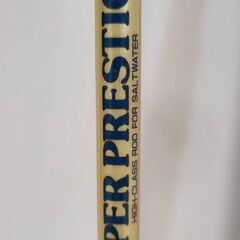 PER PRESTIG
HIGH-CLASS ROD FOR SALTWATER